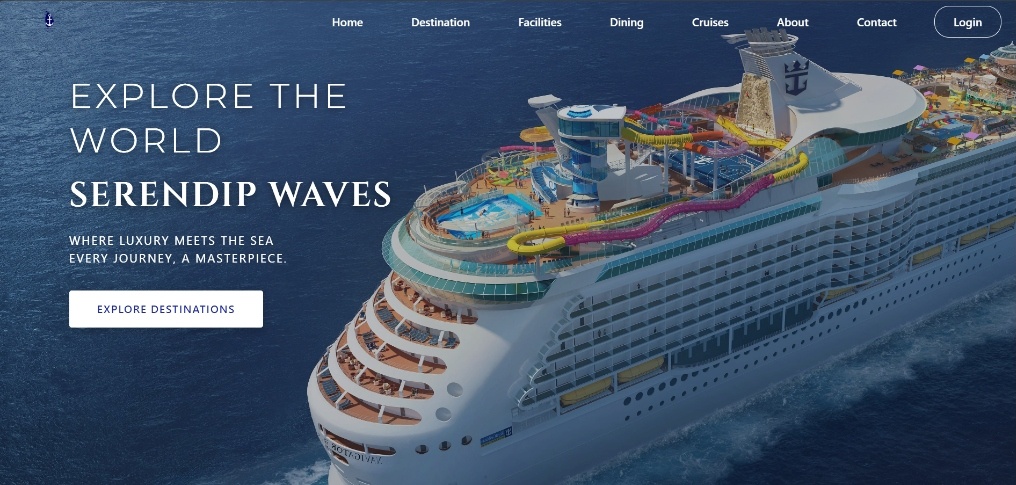 Home Destination Facilities Dining Cruises About Contact Login
EXPLORE THE
WORLD
SERENDIP WAVES
WHERE LUXURY MEETS THE SEA
EVERY JOURNEY, A MASTERPIECE.
EXPLORE DESTINATIONS